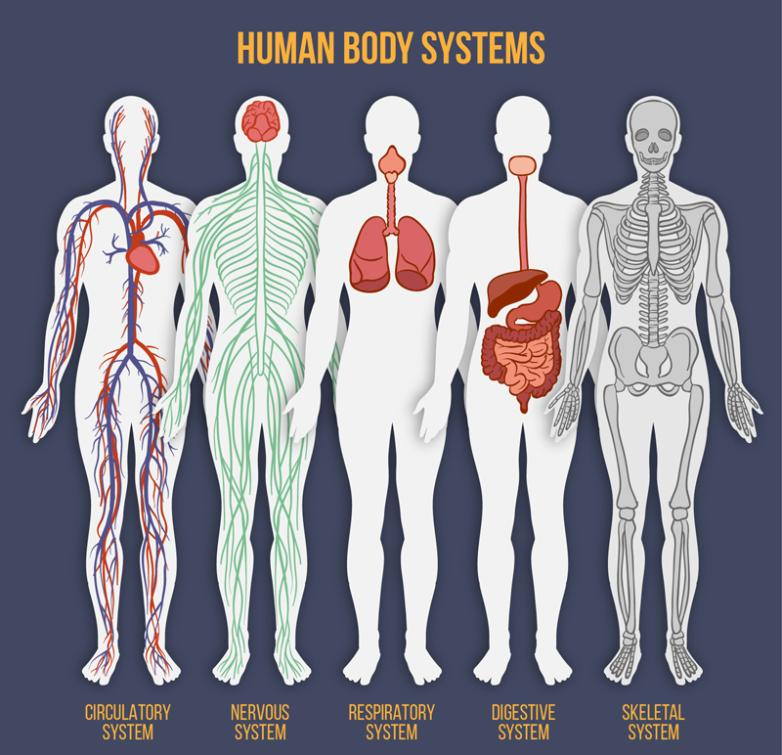 HUMAN BODY SYSTEMS
CIRCULATORY
SYSTEM
NERVOUS
SYSTEM
RESPIRATORY
SYSTEM
DIGESTIVE
SYSTEM
SKELETAL
SYSTEM